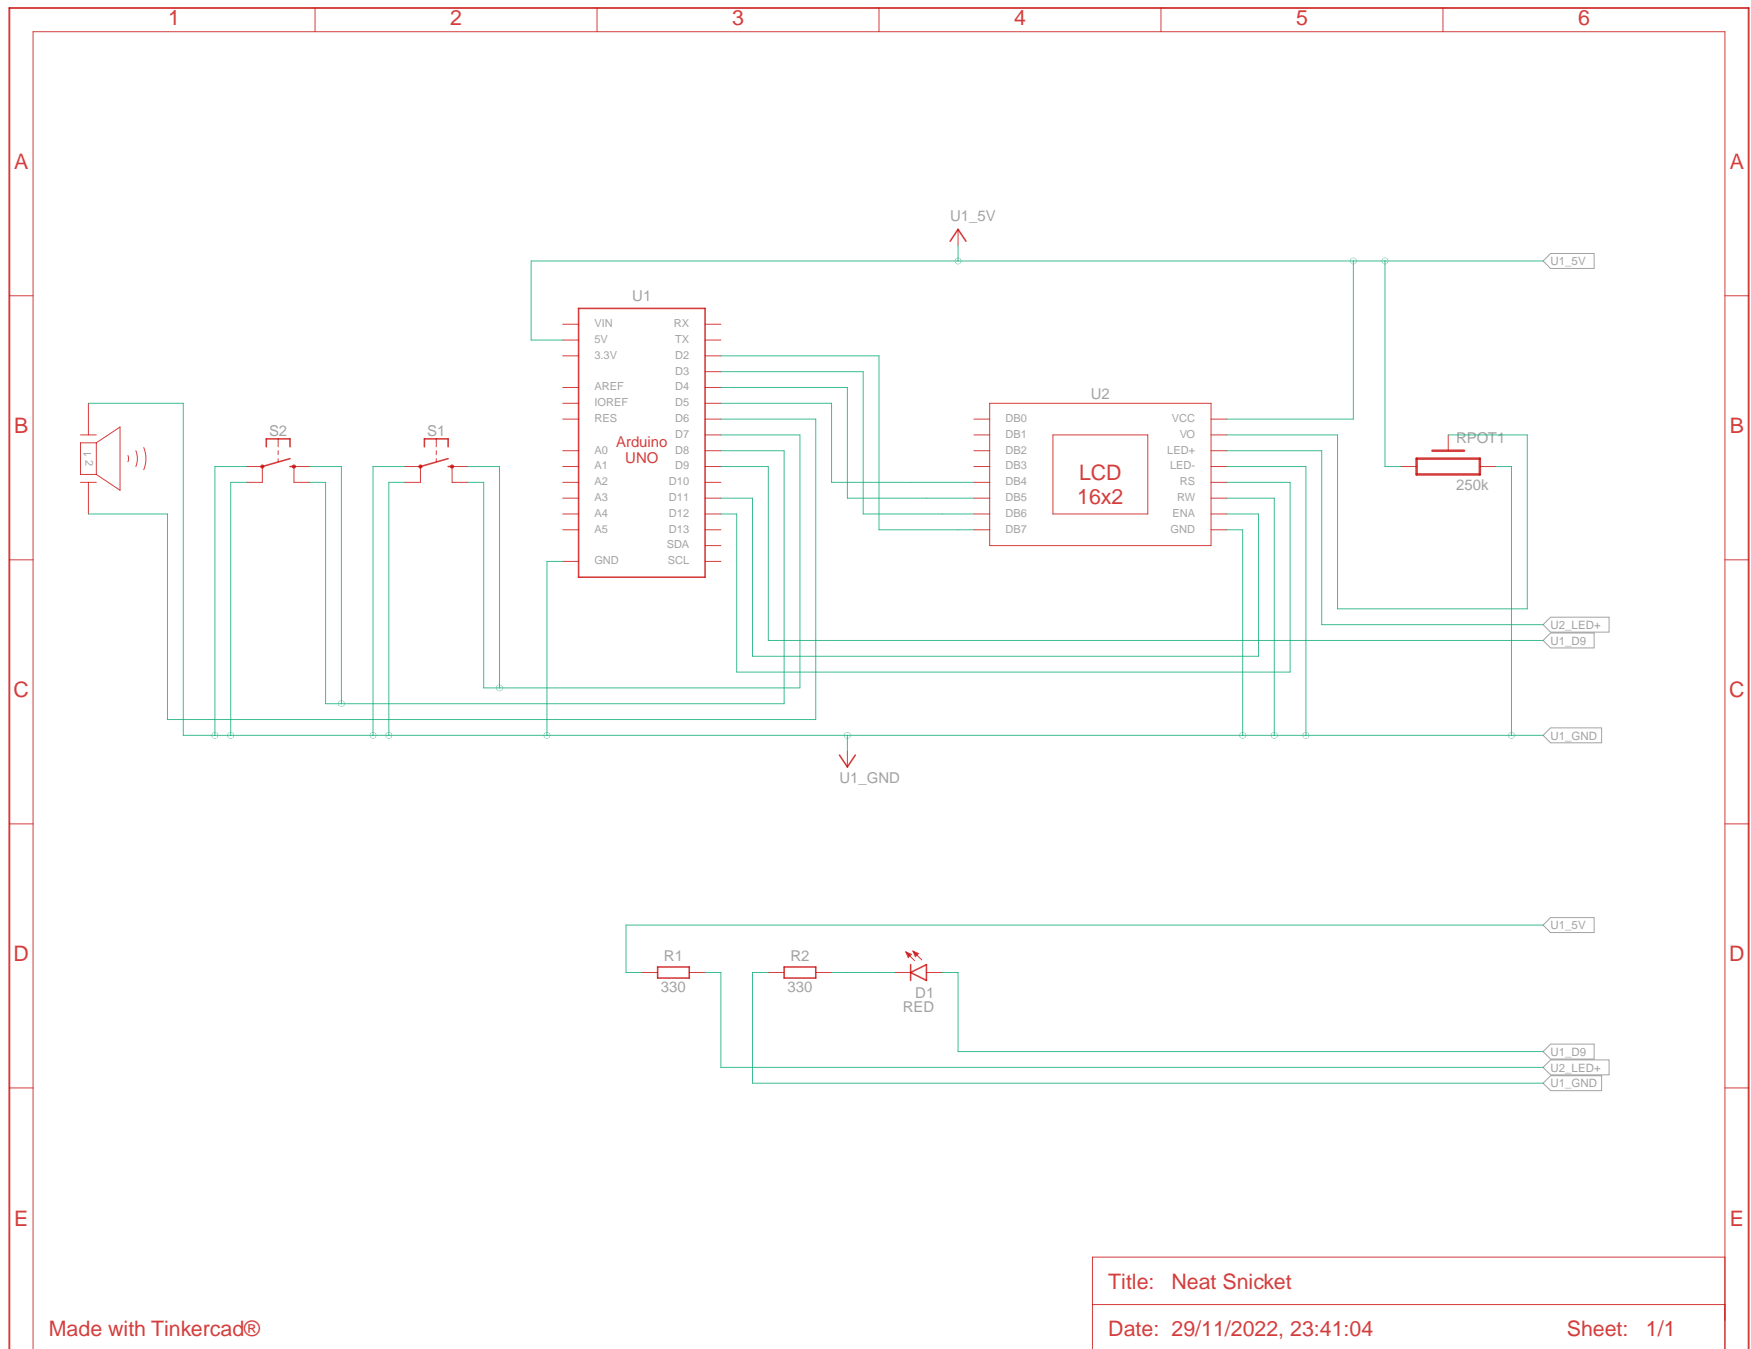 1 2 3 4 5 6
A A
U1_5V
U1_5V
U1
VIN RX
5V TX
3.3V D2
D3
AREF D4
IOREF D5
RES D6
D7
A0 D8
A1 D9
A2 D10
A3 D11
A4 D12
A5 D13
SDA
GND SCL
Arduino
UNO
B B
S2 S1
1 2
U2
DB0 VCC
DB1 VO
DB2 LED+
DB3 LED-
DB4 RS
DB5 RW
DB6 ENA
DB7 GND
LCD
16x2
RPOT1
250k
U2_LED+
U1_D9
C C
U1_GND
U1_GND
U1_5V
D D
R1 R2
330 330
D1
RED
U1_D9
U2_LED+
U1_GND
E E
Title: Neat Snicket
Made with Tinkercad® Date: 29/11/2022, 23:41:04 Sheet: 1/1